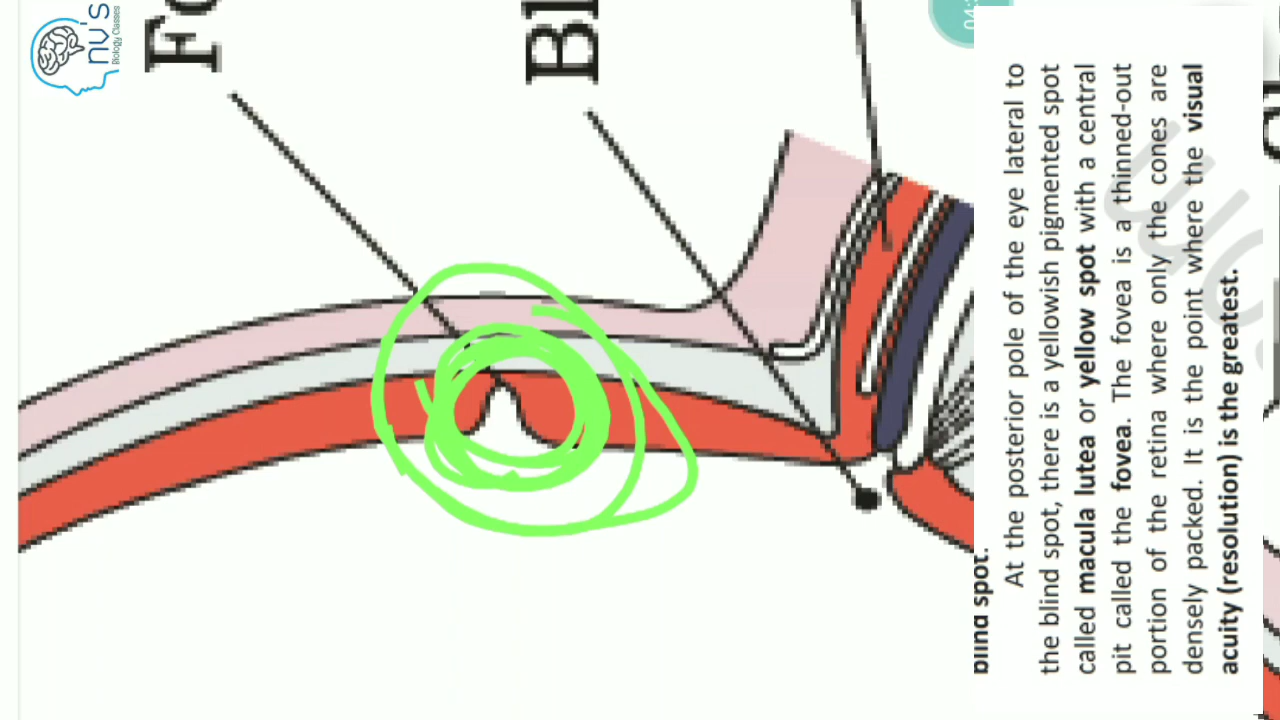 nv's
Biology Classes
Fo
Bl
04:
blind spot.
At the posterior pole of the eye lateral to
the blind spot, there is a yellowish pigmented spot
called macula lutea or yellow spot with a central
pit called the fovea. The fovea is a thinned-out
portion of the retina where only the cones are
densely packed. It is the point where the visual
acuity (resolution) is the greatest.